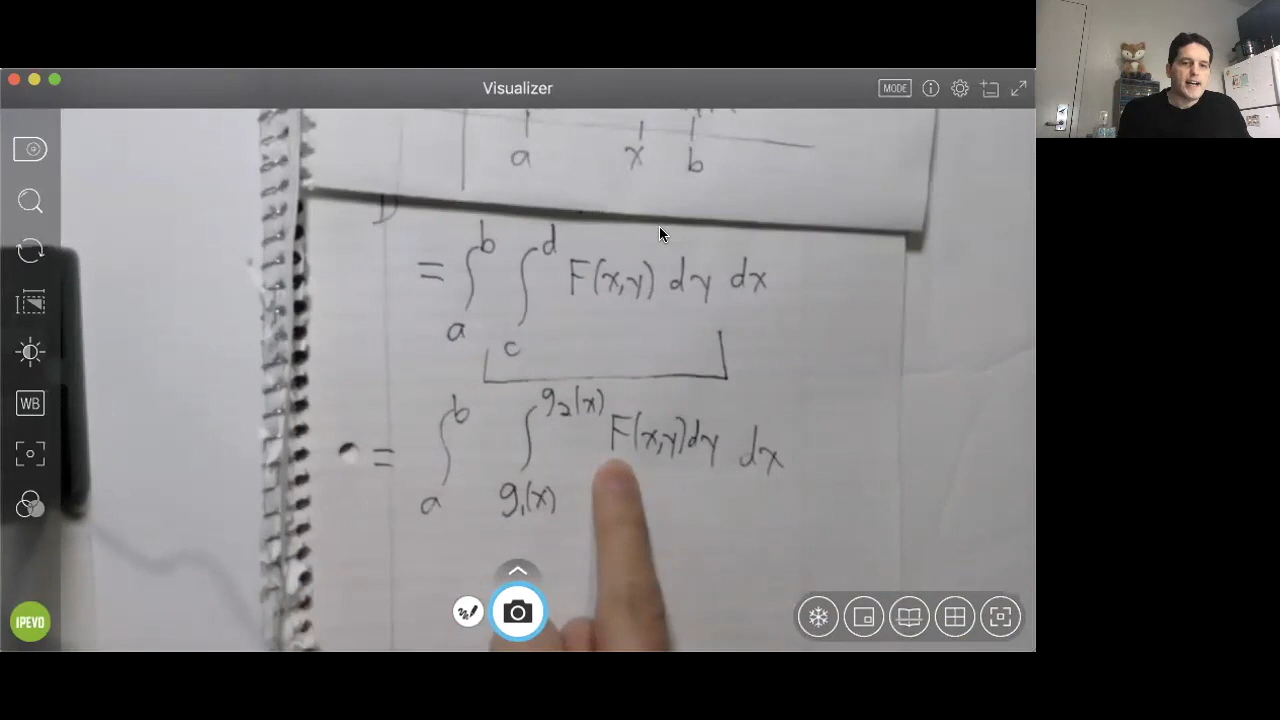 Visualizer
MODE
a x b
D
= ∫_a^b ∫_c^d F(x,y) dy dx
= ∫_a^b ∫_{g₁(x)}^{g₂(x)} F(x,y)dy dx
WB
IPEVO